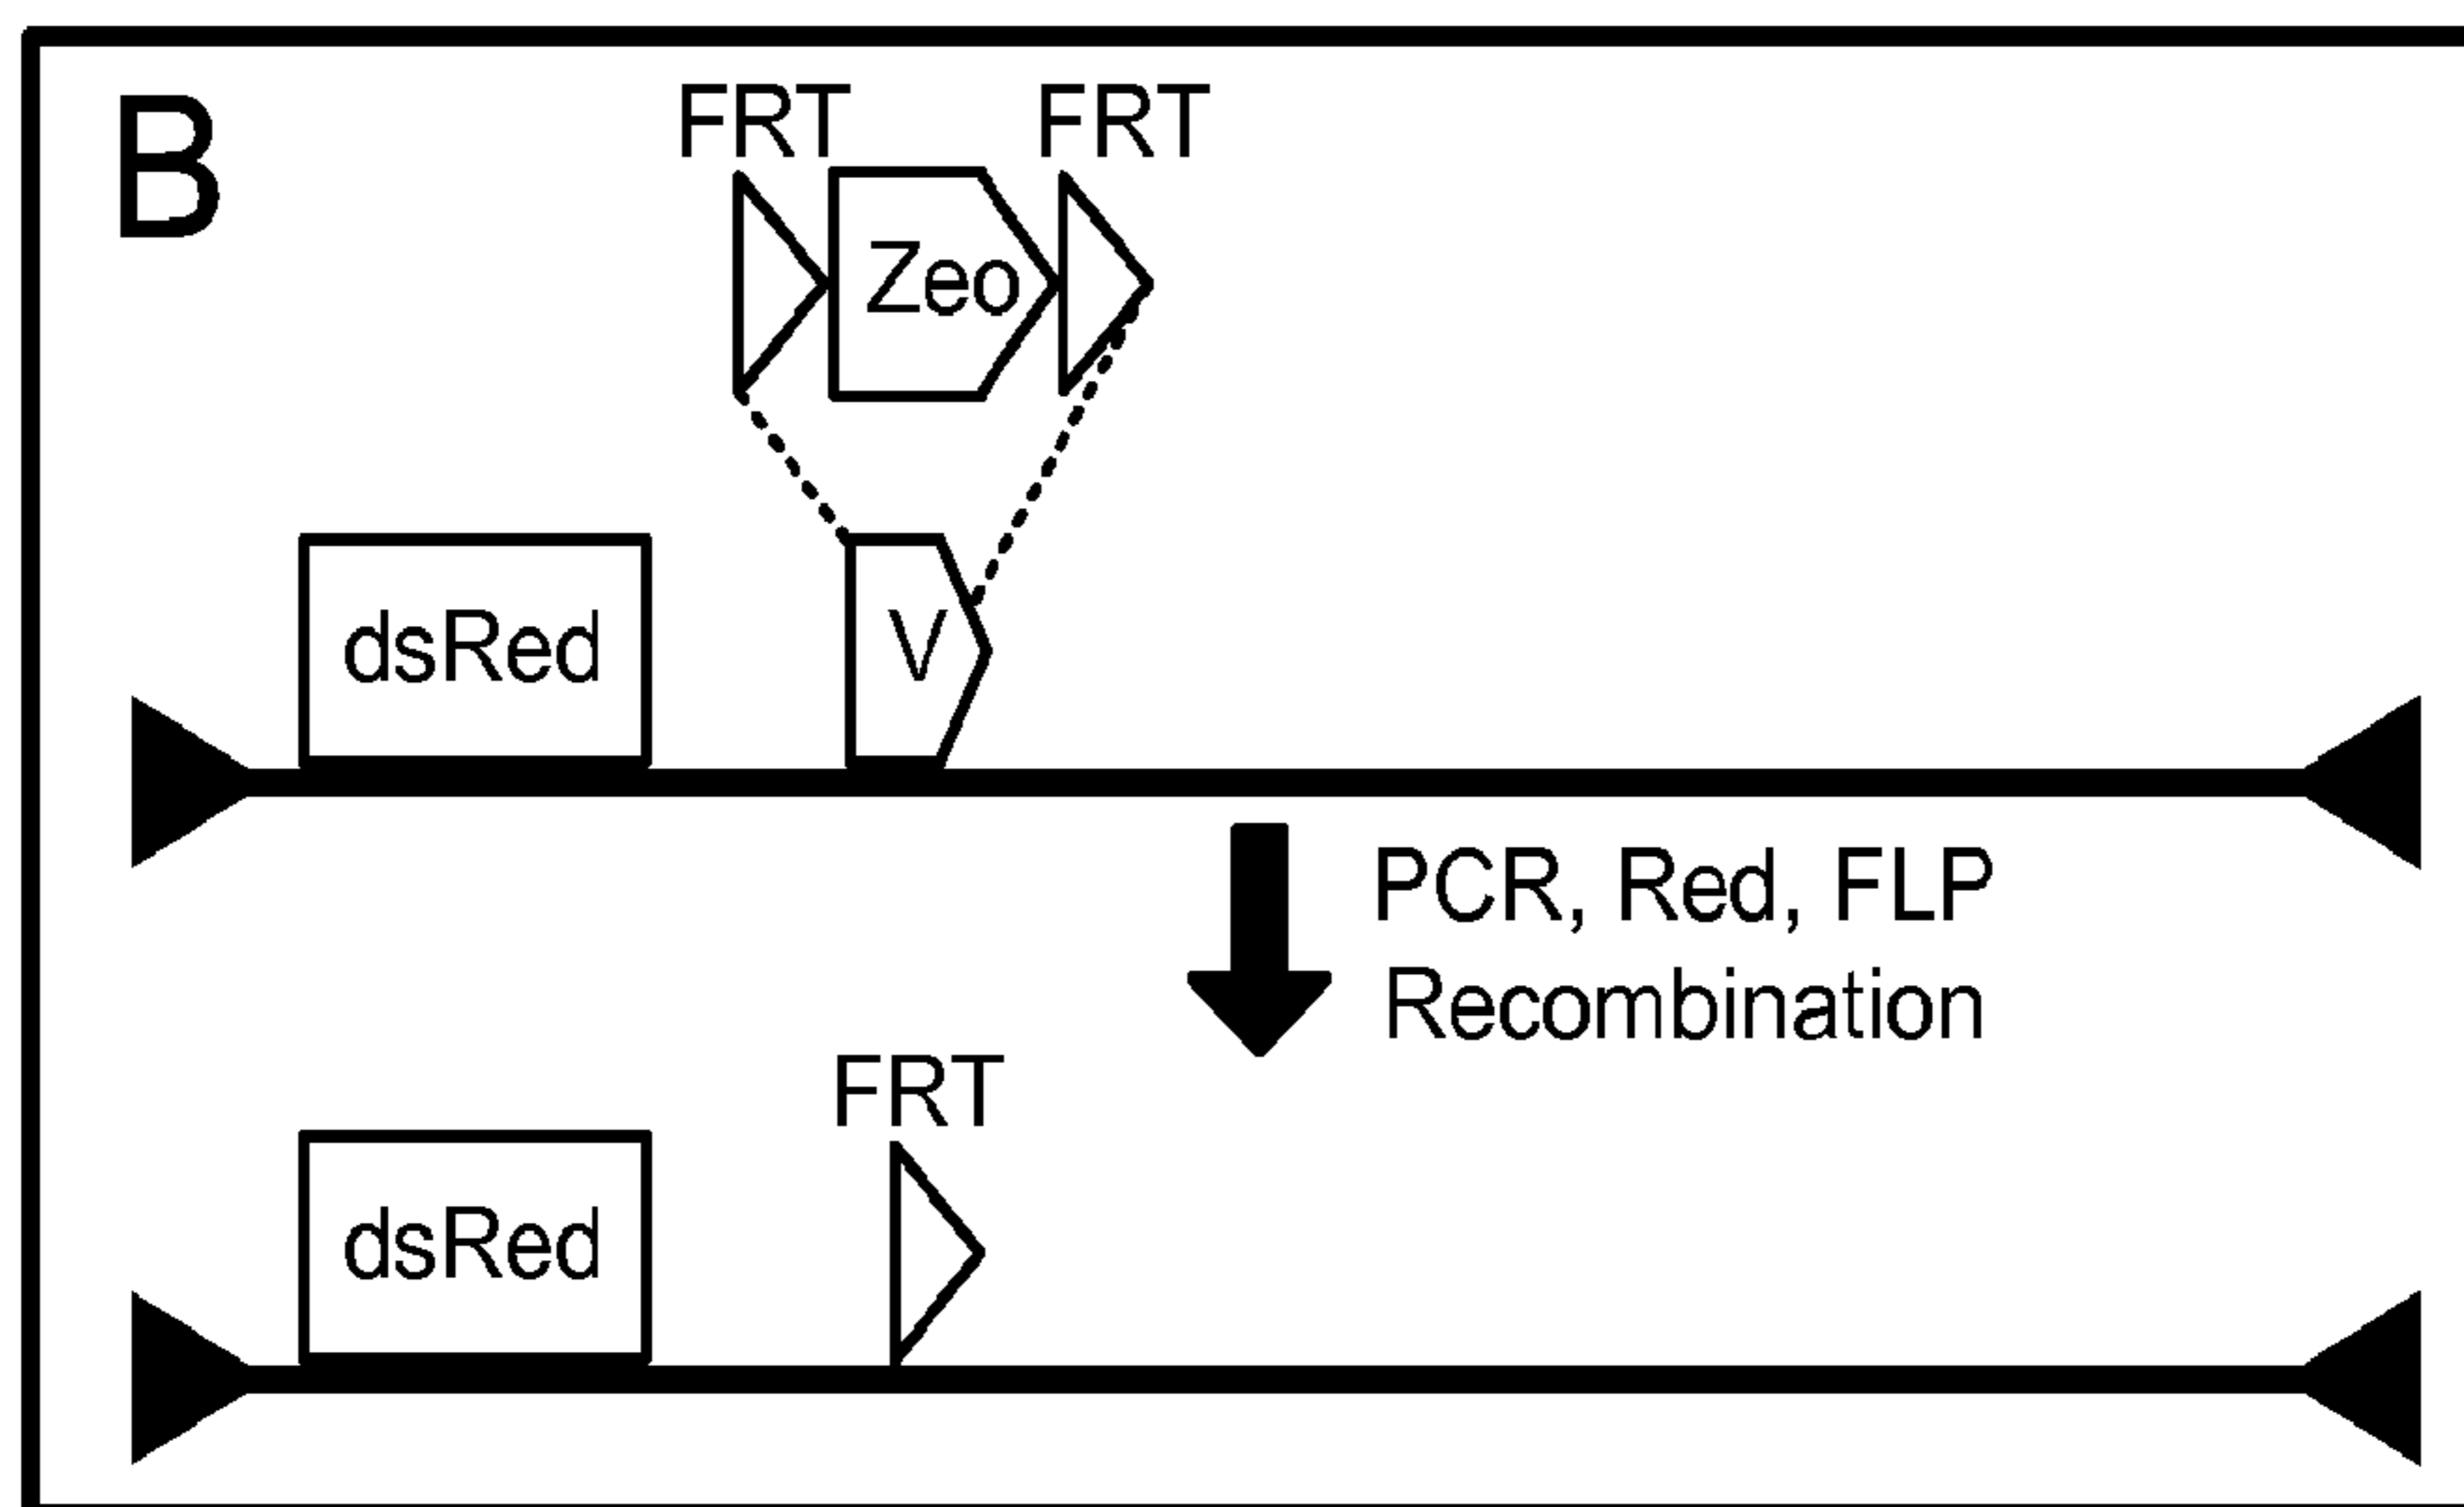 B
FRT FRT
Zeo
dsRed V
PCR, Red, FLP
Recombination
FRT
dsRed